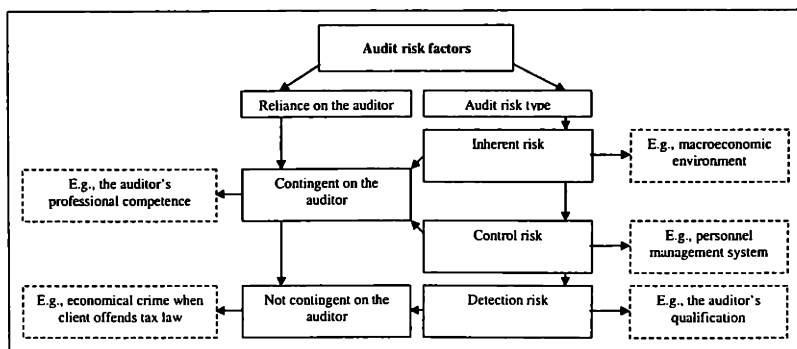 Audit risk factors
Reliance on the auditor
Audit risk type
Inherent risk
E.g., macroeconomic
environment
E.g., the auditor's
professional competence
Contingent on the
auditor
Control risk
E.g., personnel
management system
E.g., economical crime when
client offends tax law
Not contingent on the
auditor
Detection risk
E.g., the auditor's
qualification